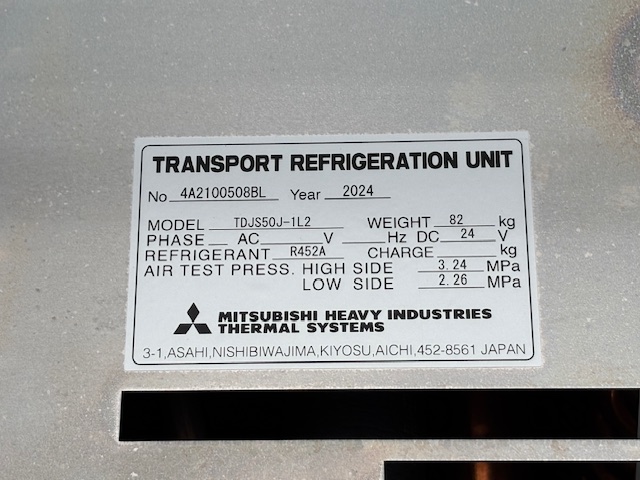 TRANSPORT REFRIGERATION UNIT
No 4A2100508BL Year 2024
MODEL TDJS50J-1L2 WEIGHT 82 kg
PHASE AC V Hz DC 24 V
REFRIGERANT R452A CHARGE kg
AIR TEST PRESS. HIGH SIDE 3.24 MPa
LOW SIDE 2.26 MPa
MITSUBISHI HEAVY INDUSTRIES
THERMAL SYSTEMS
3-1,ASAHI,NISHIBIWAJIMA,KIYOSU,AICHI,452-8561 JAPAN